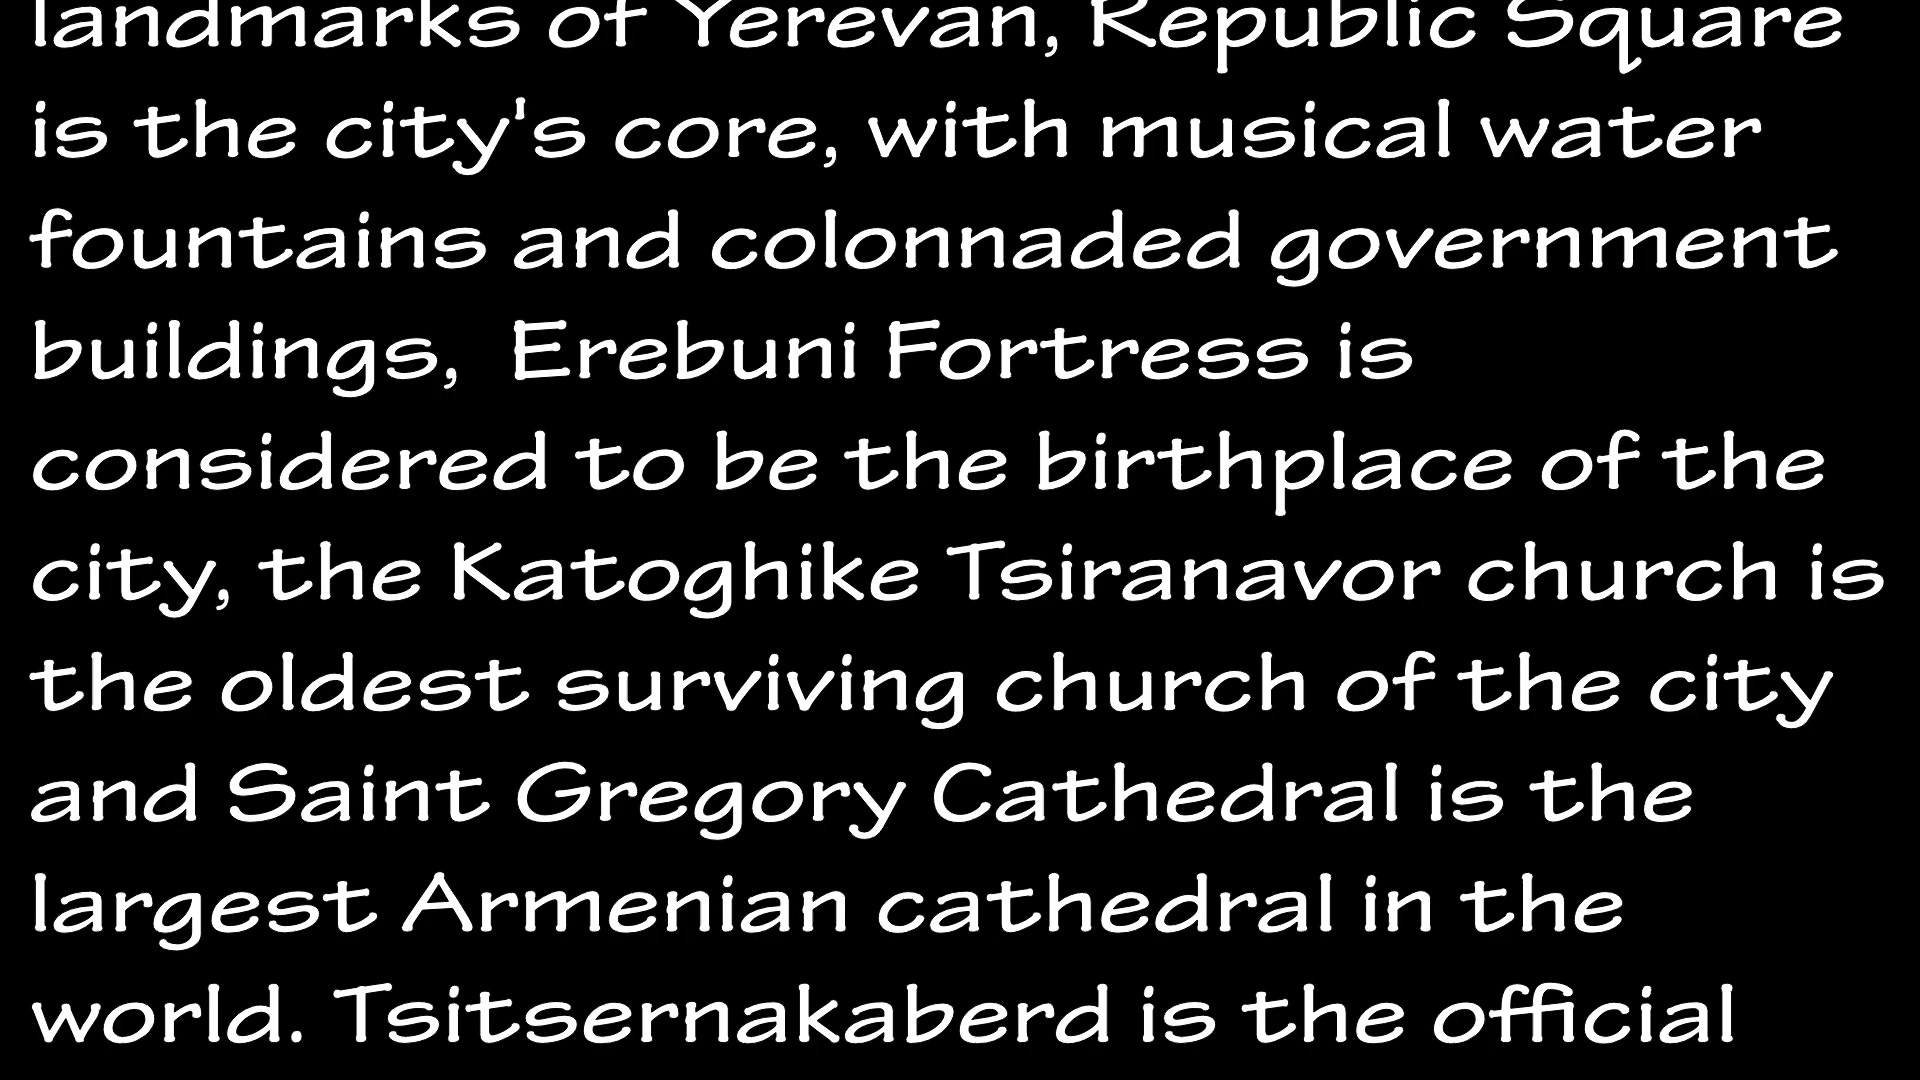 landmarks of Yerevan, Republic Square
is the city's core, with musical water
fountains and colonnaded government
buildings,  Erebuni Fortress is
considered to be the birthplace of the
city, the Katoghike Tsiranavor church is
the oldest surviving church of the city
and Saint Gregory Cathedral is the
largest Armenian cathedral in the
world. Tsitsernakaberd is the official